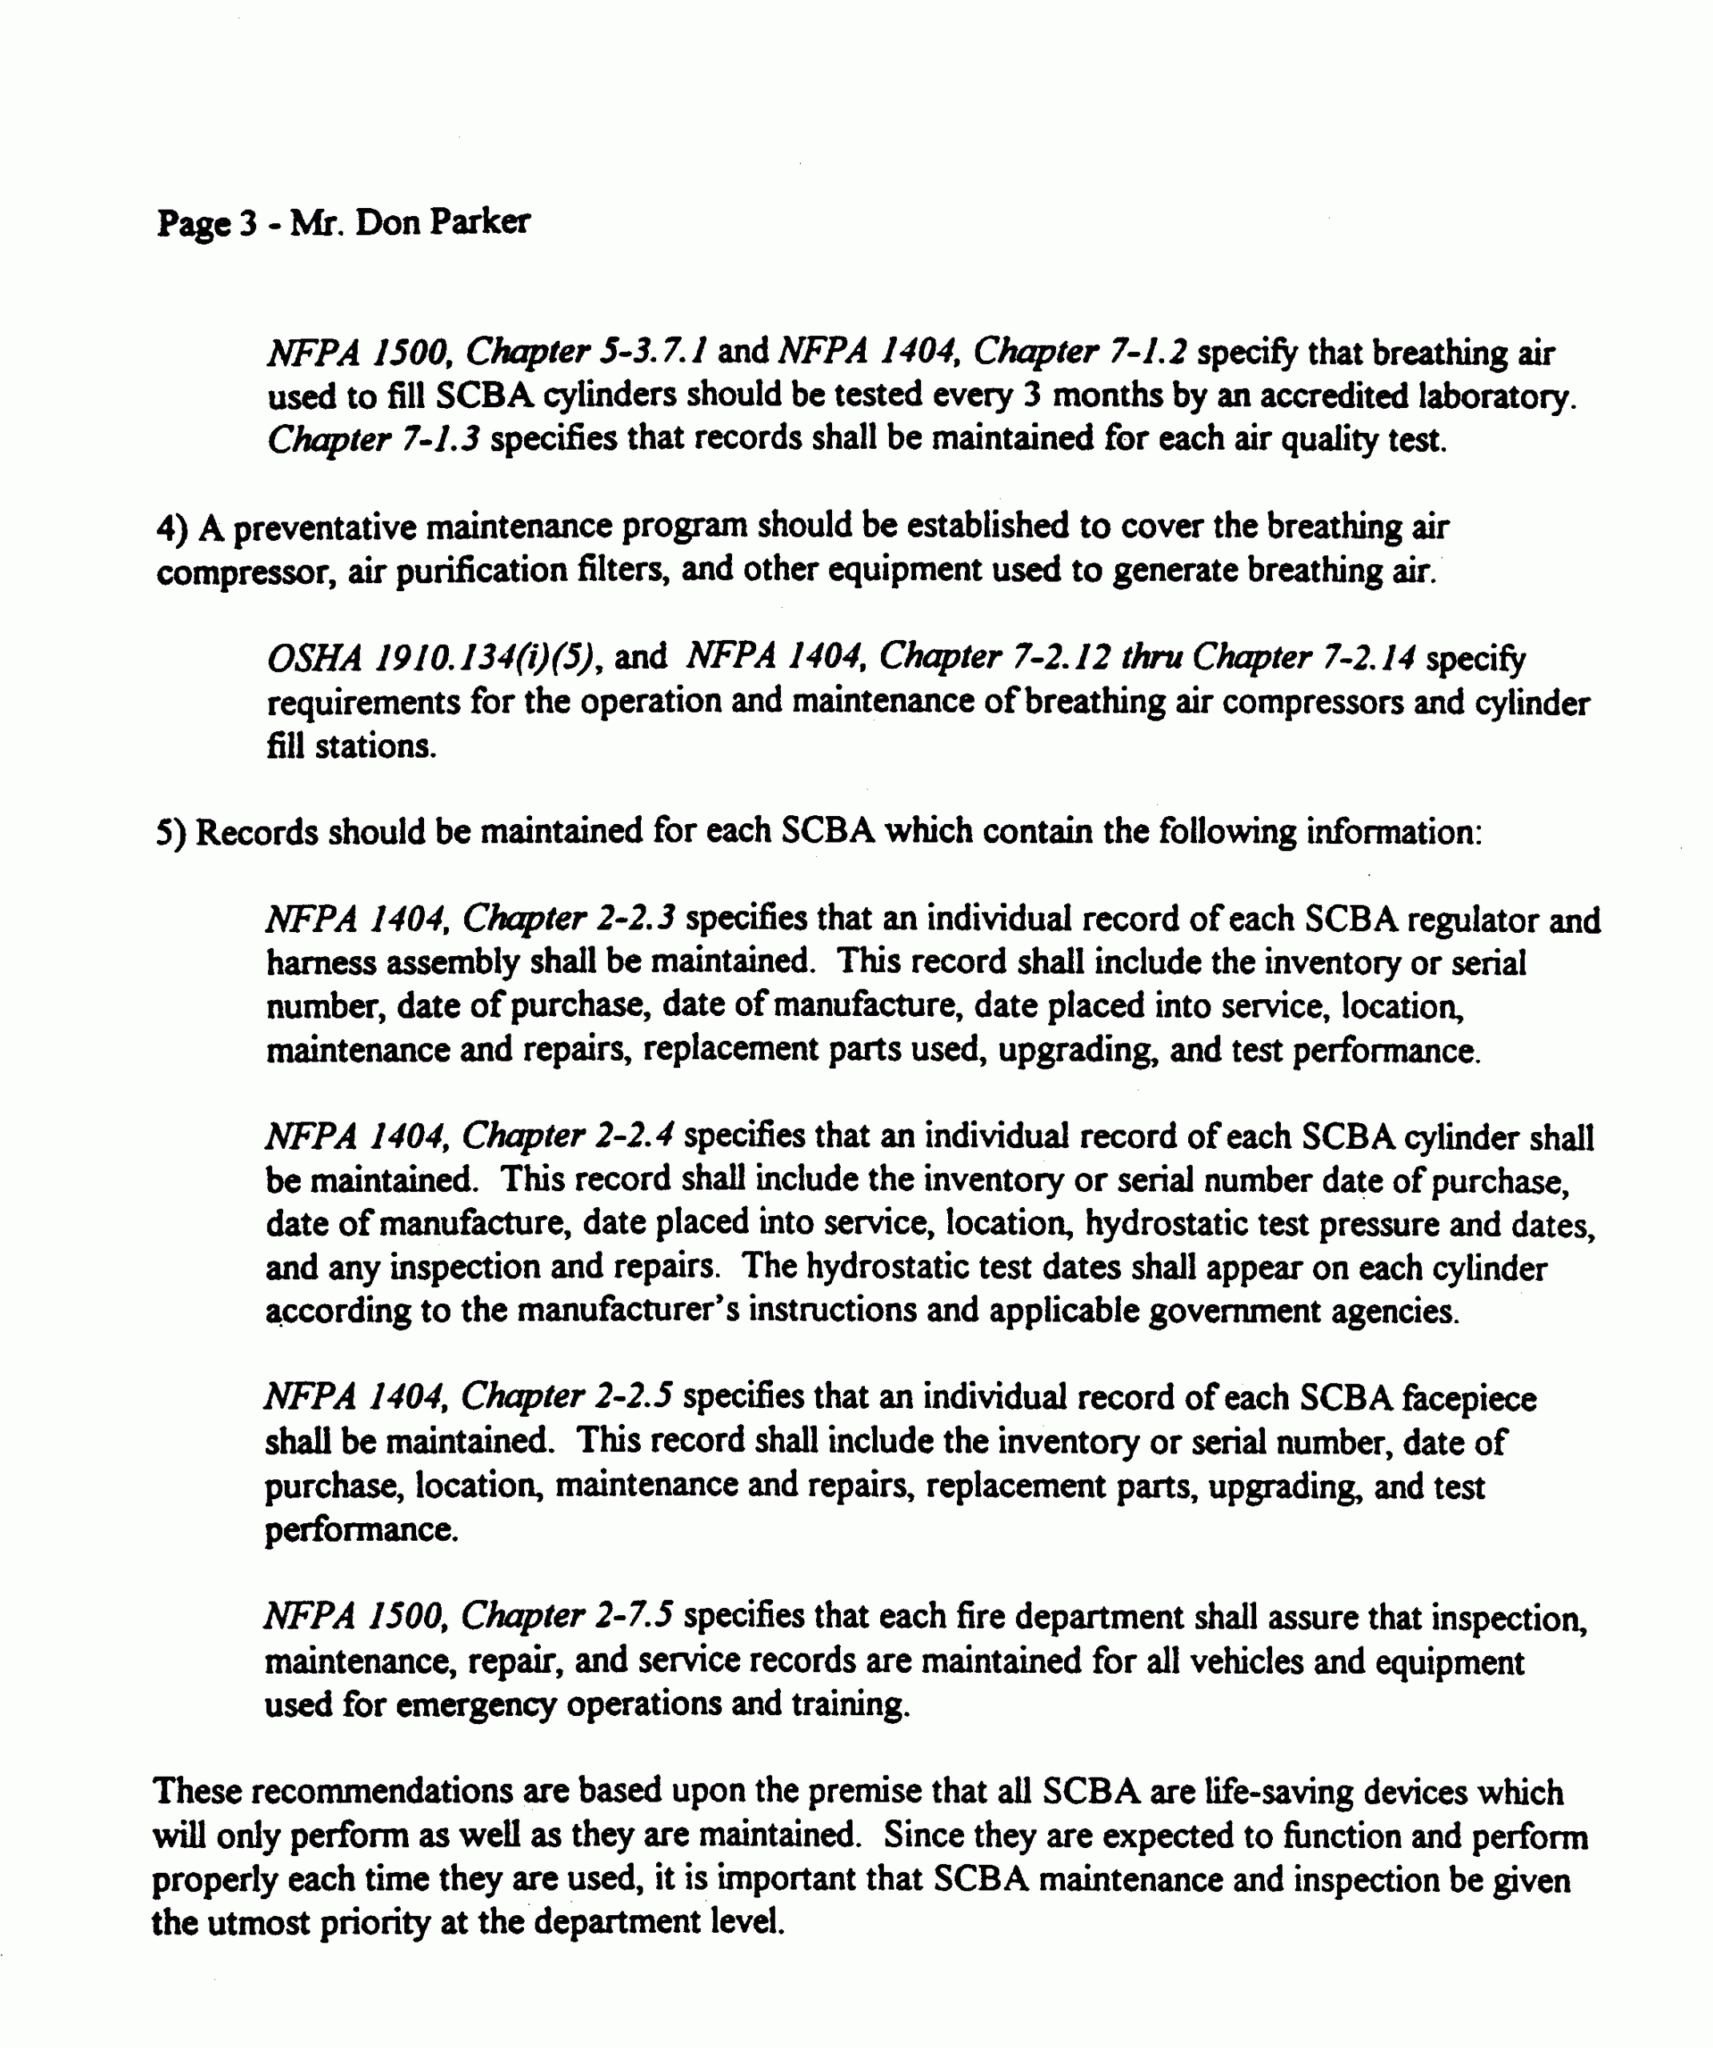 Page 3 - Mr. Don Parker
NFPA 1500, Chapter 5-3.7.1 and NFPA 1404, Chapter 7-1.2 specify that breathing air
used to fill SCBA cylinders should be tested every 3 months by an accredited laboratory.
Chapter 7-1.3 specifies that records shall be maintained for each air quality test.
4) A preventative maintenance program should be established to cover the breathing air
compressor, air purification filters, and other equipment used to generate breathing air.
OSHA 1910.134(i)(5), and NFPA 1404, Chapter 7-2.12 thru Chapter 7-2.14 specify
requirements for the operation and maintenance of breathing air compressors and cylinder
fill stations.
5) Records should be maintained for each SCBA which contain the following information:
NFPA 1404, Chapter 2-2.3 specifies that an individual record of each SCBA regulator and
harness assembly shall be maintained. This record shall include the inventory or serial
number, date of purchase, date of manufacture, date placed into service, location,
maintenance and repairs, replacement parts used, upgrading, and test performance.
NFPA 1404, Chapter 2-2.4 specifies that an individual record of each SCBA cylinder shall
be maintained. This record shall include the inventory or serial number date of purchase,
date of manufacture, date placed into service, location, hydrostatic test pressure and dates,
and any inspection and repairs. The hydrostatic test dates shall appear on each cylinder
according to the manufacturer's instructions and applicable government agencies.
NFPA 1404, Chapter 2-2.5 specifies that an individual record of each SCBA facepiece
shall be maintained. This record shall include the inventory or serial number, date of
purchase, location, maintenance and repairs, replacement parts, upgrading, and test
performance.
NFPA 1500, Chapter 2-7.5 specifies that each fire department shall assure that inspection,
maintenance, repair, and service records are maintained for all vehicles and equipment
used for emergency operations and training.
These recommendations are based upon the premise that all SCBA are life-saving devices which
will only perform as well as they are maintained. Since they are expected to function and perform
properly each time they are used, it is important that SCBA maintenance and inspection be given
the utmost priority at the department level.